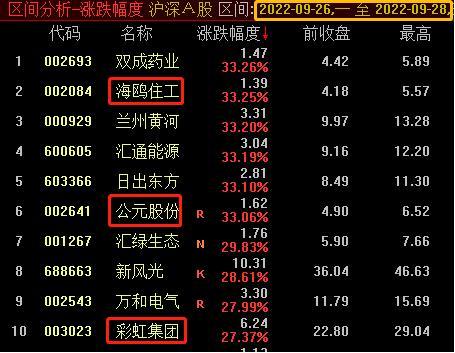 区间分析-涨跌幅度 沪深A股 区间: 2022-09-26,一 至 2022-09-28,
代码 名称 涨跌幅度↓ 前收盘 最高
1 002693 双成药业 1.47 33.26% 4.42 5.89
2 002084 海鸥住工 1.39 33.25% 4.18 5.57
3 000929 兰州黄河 3.31 33.20% 9.97 13.28
4 600605 汇通能源 3.04 33.19% 9.16 12.20
5 603366 日出东方 2.81 33.10% 8.49 11.30
6 002641 公元股份 R 1.62 33.06% 4.90 6.52
7 001267 汇绿生态 N 1.76 29.83% 5.90 7.66
8 688663 新风光 K 10.31 28.61% 36.04 46.63
9 002543 万和电气 R 3.30 27.99% 11.79 15.69
10 003023 彩虹集团 6.24 27.37% 22.80 29.04